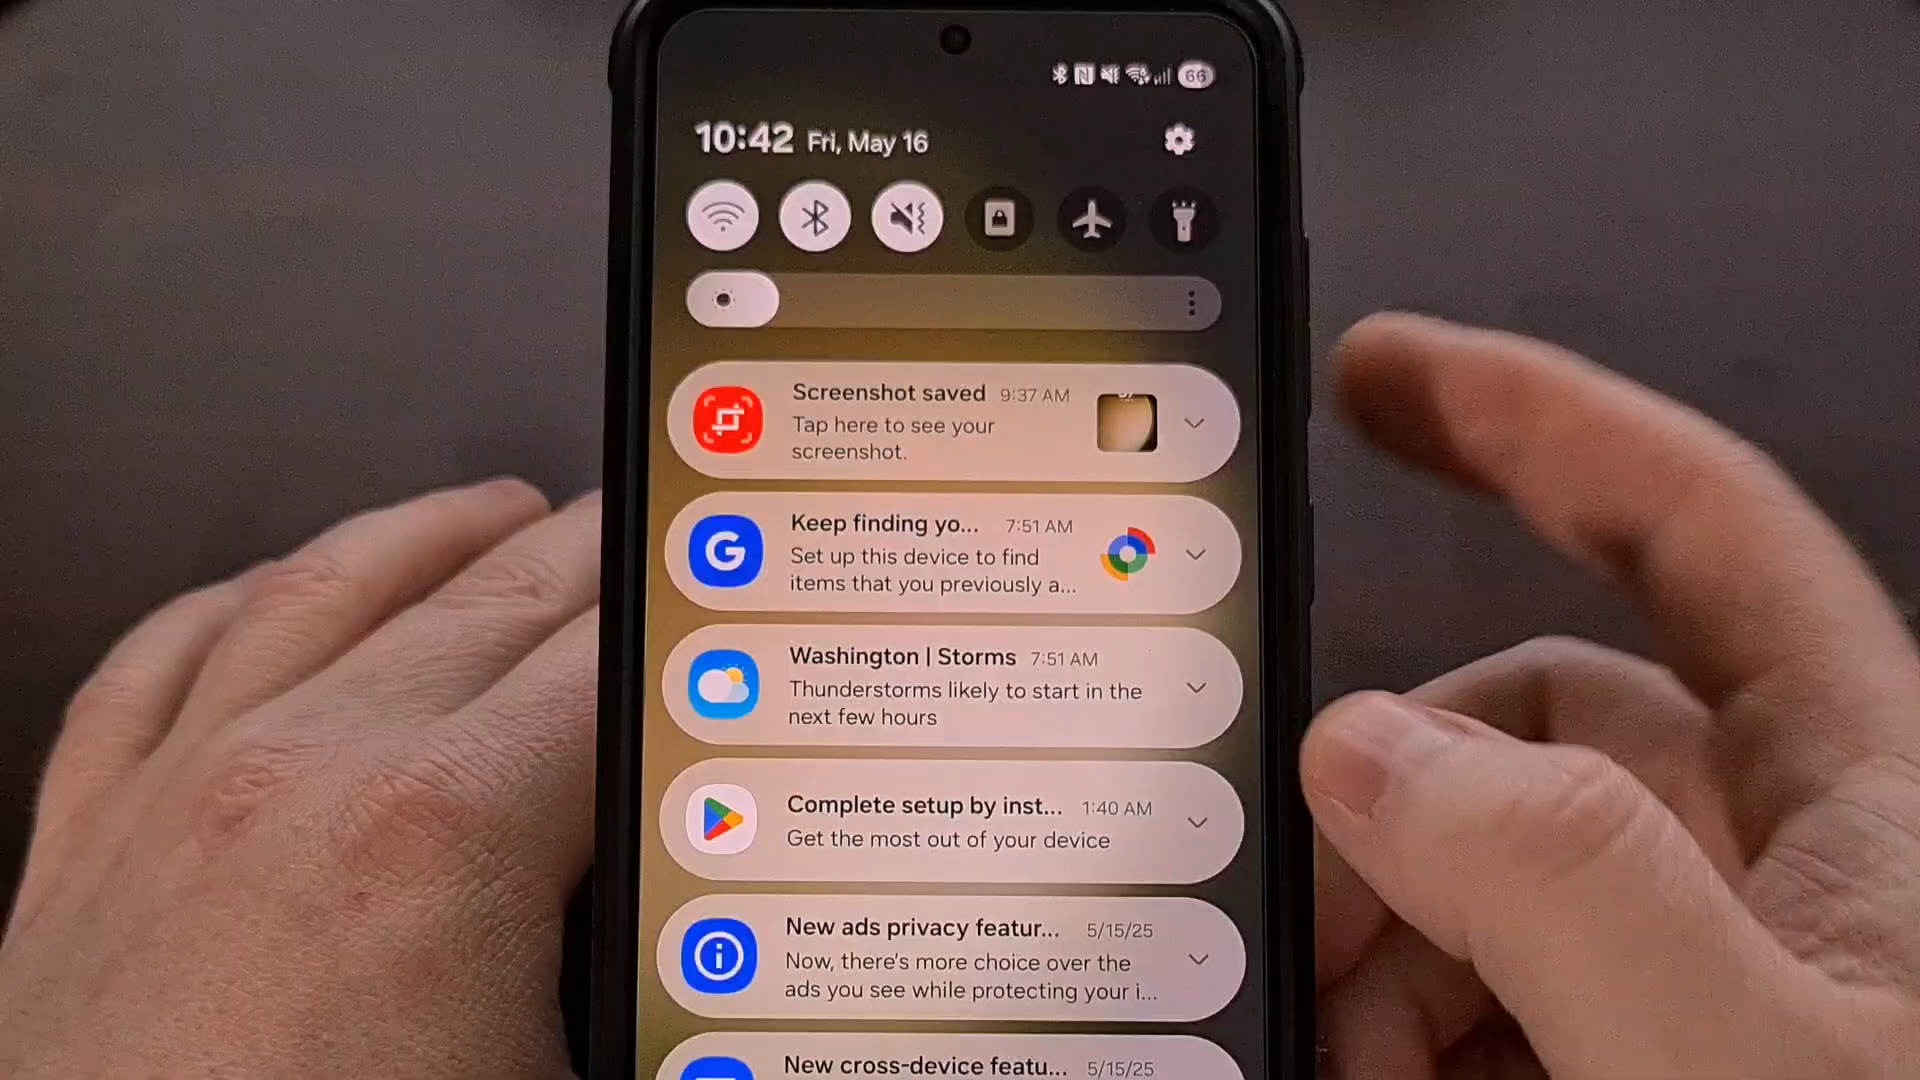 66
10:42 Fri, May 16
Screenshot saved 9:37 AM
Tap here to see your
screenshot.
G
Keep finding yo... 7:51 AM
Set up this device to find
items that you previously a...
Washington | Storms 7:51 AM
Thunderstorms likely to start in the
next few hours
Complete setup by inst... 1:40 AM
Get the most out of your device
New ads privacy featur... 5/15/25
Now, there's more choice over the
ads you see while protecting your i...
New cross-device featu... 5/15/25